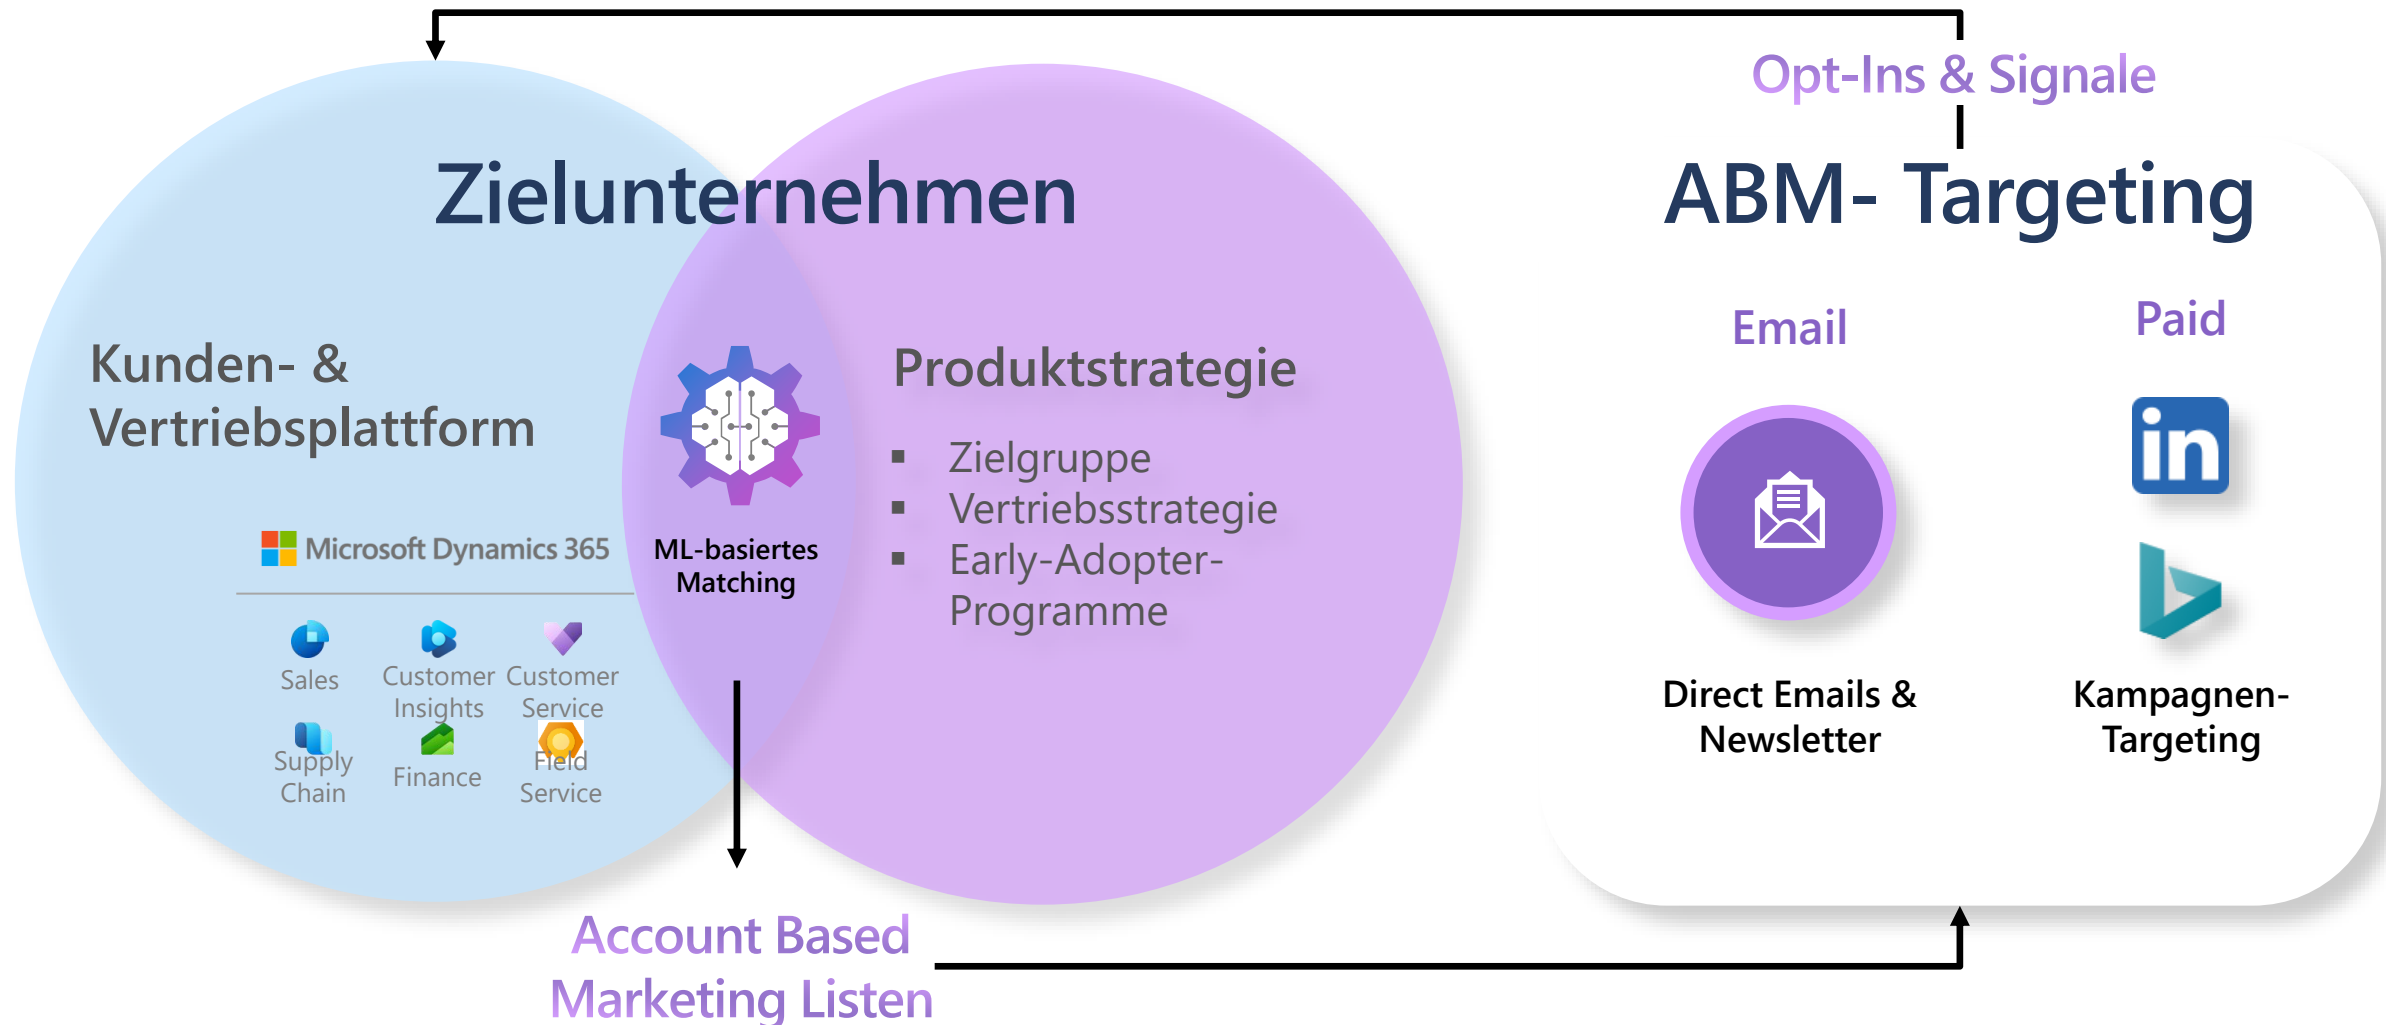 Opt-Ins & Signale
Zielunternehmen
ABM- Targeting
Kunden- &
Vertriebsplattform
Microsoft Dynamics 365
Sales
Customer
Insights
Customer
Service
Supply
Chain
Finance
Field
Service
ML-basiertes
Matching
Produktstrategie
▪ Zielgruppe
▪ Vertriebsstrategie
▪ Early-Adopter-
Programme
Email
Direct Emails &
Newsletter
Paid
in
Kampagnen-
Targeting
Account Based
Marketing Listen